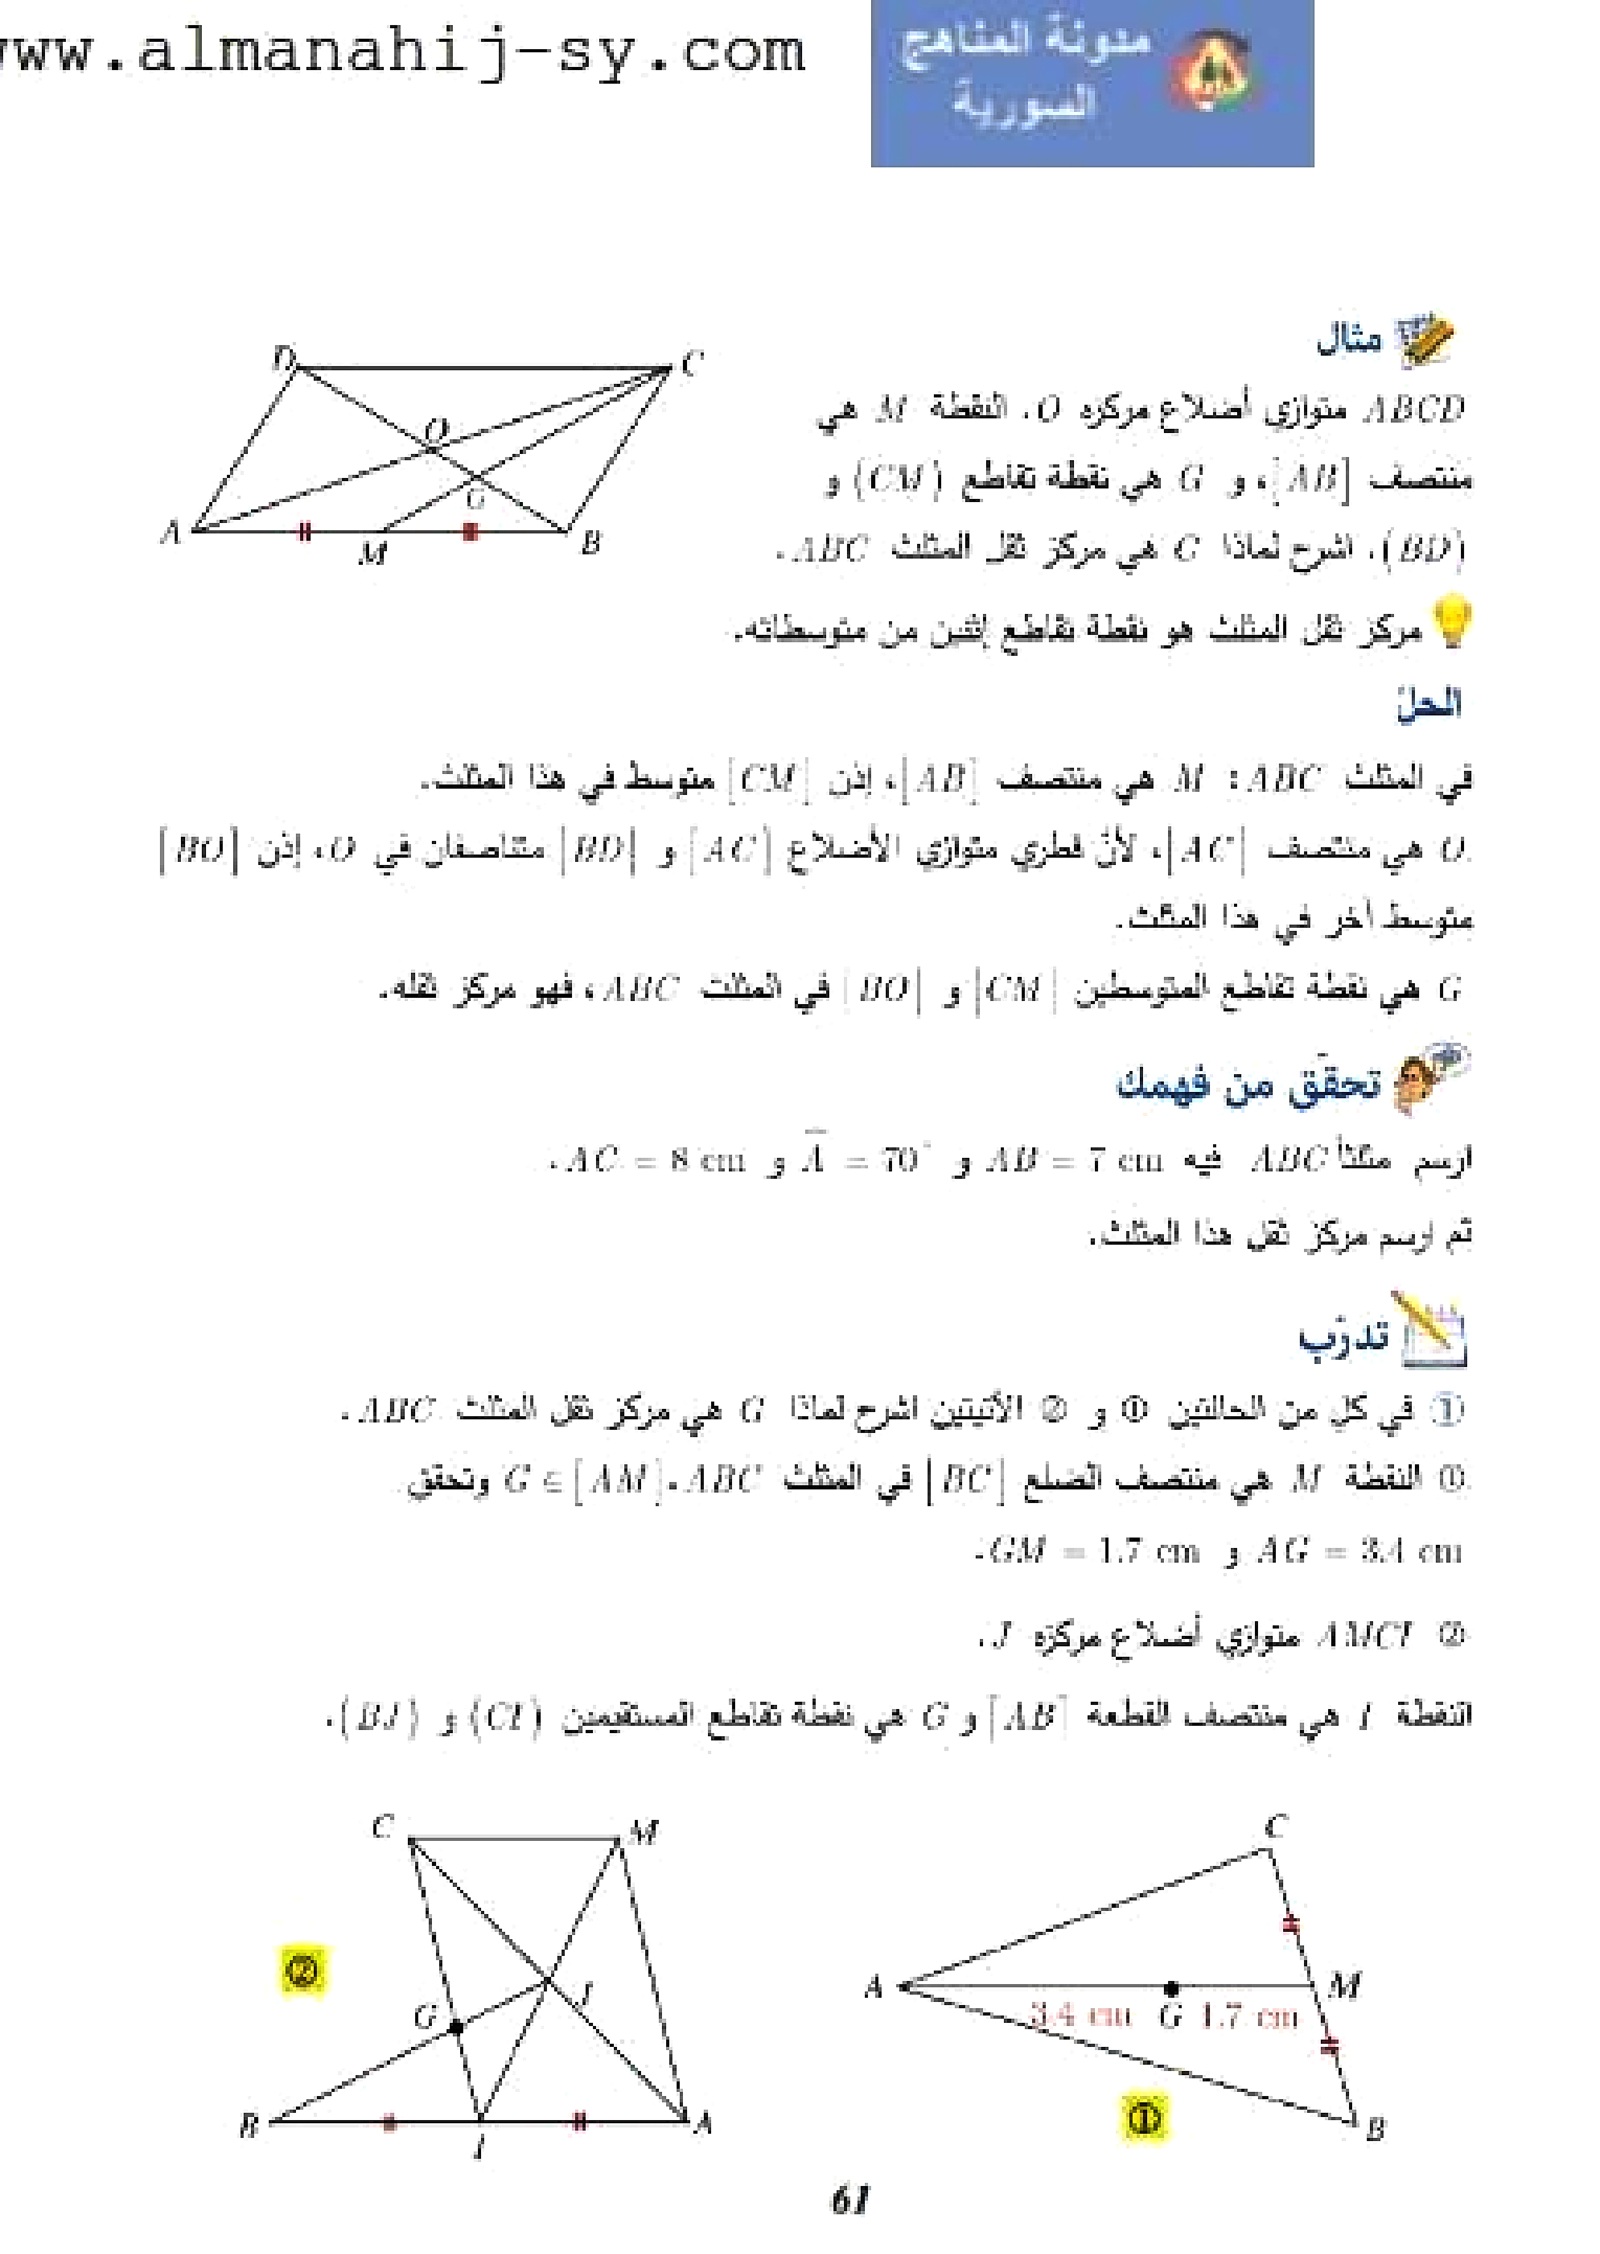 www.almanahij-sy.com
مدونة المناهج
السورية
مثال
ABCD متوازي أضلاع مركزه O، النقطة M هي
منتصف [AB]، و G هي نقطة تقاطع (CM) و
(BD)، اشرح لماذا G هي مركز ثقل المثلث ABC.
مركز ثقل المثلث هو نقطة تقاطع إثنين من متوسطاته.
الحلّ
في المثلث ABC: M هي منتصف [AB]، إذن [CM] متوسط في هذا المثلث.
O هي منتصف [AC]، لأنّ قطري متوازي الأضلاع [AC] و [BD] متناصفان في O، إذن [BO]
متوسط آخر في هذا المثلث.
G هي نقطة تقاطع المتوسطين [CM] و [BO] في المثلث ABC، فهو مركز ثقله.
تحقّق من فهمك
ارسم مثلثاً ABC فيه AB = 7 cm و A = 70° و AC = 8 cm.
ثم ارسم مركز ثقل هذا المثلث.
تدرّب
① في كل من الحالتين ① و ② الآتيتين اشرح لماذا G هي مركز ثقل المثلث ABC.
① النقطة M هي منتصف الضلع [BC] في المثلث ABC. G ∈ [AM] وتحقق
AG = 3.4 cm و GM = 1.7 cm.
② AMCI متوازي أضلاع مركزه J.
النقطة I هي منتصف القطعة [AB] و G هي نقطة تقاطع المستقيمين (CI) و (BJ).
D
C
O
G
A
M
B
C
M
②
G
J
B
I
A
C
A
M
3.4 cm G 1.7 cm
①
B
61